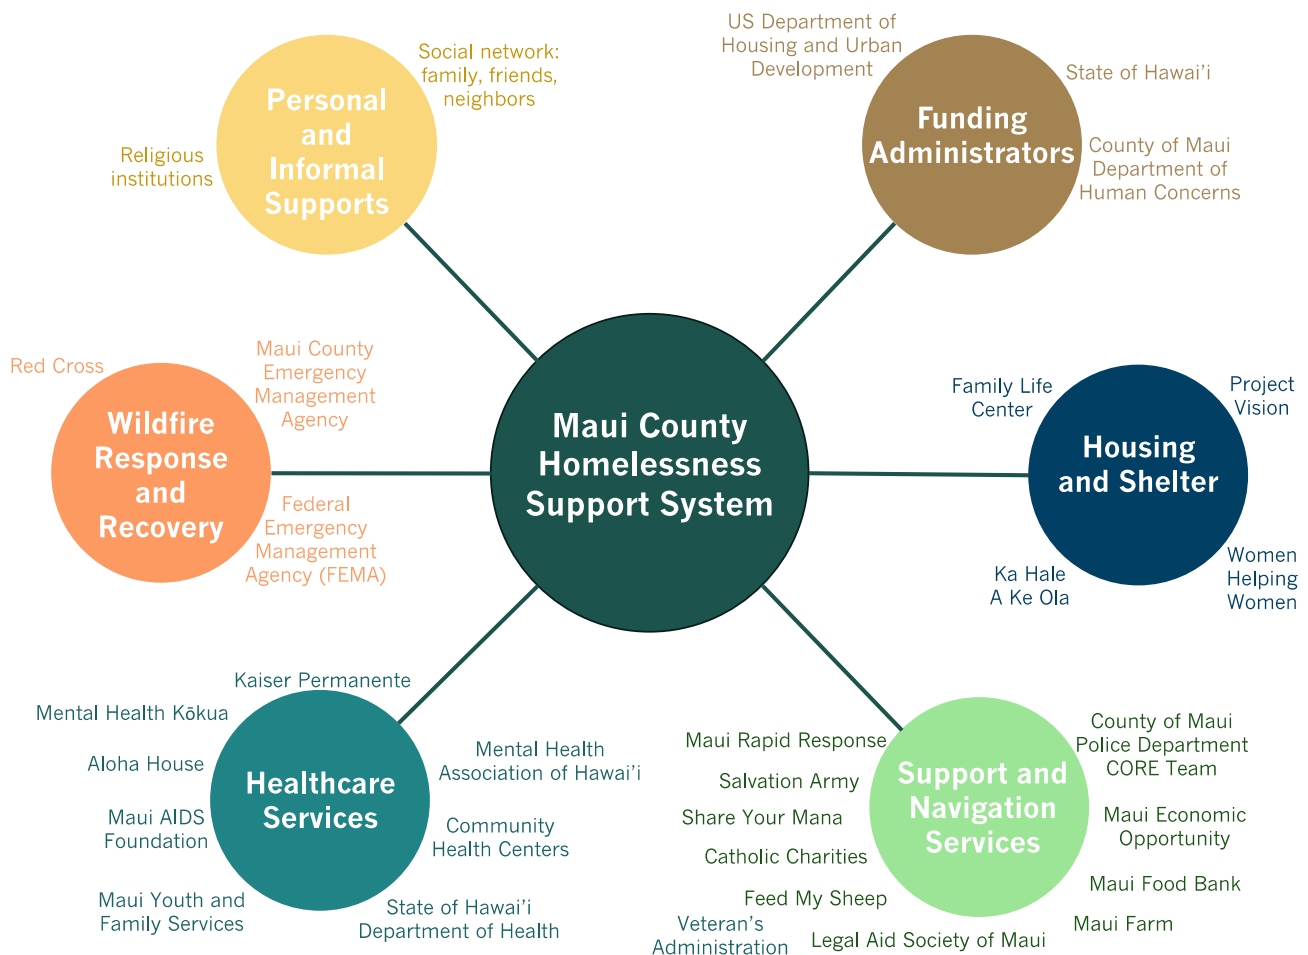 Social network:
family, friends,
neighbors
Personal
and
Informal
Supports
Religious
institutions
US Department of
Housing and Urban
Development
State of Hawai’i
Funding
Administrators
County of Maui
Department of
Human Concerns
Red Cross
Maui County
Emergency
Management
Agency
Wildfire
Response
and
Recovery
Federal
Emergency
Management
Agency (FEMA)
Maui County
Homelessness
Support System
Family Life
Center
Project
Vision
Housing
and Shelter
Ka Hale
A Ke Ola
Women
Helping
Women
Kaiser Permanente
Mental Health Kōkua
Aloha House
Maui AIDS
Foundation
Maui Youth and
Family Services
Healthcare
Services
Mental Health
Association of Hawai’i
Community
Health Centers
State of Hawai’i
Department of Health
Veteran’s
Administration
Maui Rapid Response
Salvation Army
Share Your Mana
Catholic Charities
Feed My Sheep
Legal Aid Society of Maui
Support and
Navigation
Services
County of Maui
Police Department
CORE Team
Maui Economic
Opportunity
Maui Food Bank
Maui Farm